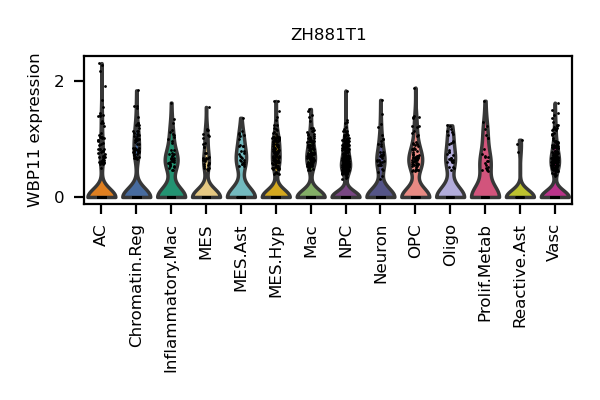 ZH881T1
WBP11 expression
2
0
AC
Chromatin.Reg
Inflammatory.Mac
MES
MES.Ast
MES.Hyp
Mac
NPC
Neuron
OPC
Oligo
Prolif.Metab
Reactive.Ast
Vasc